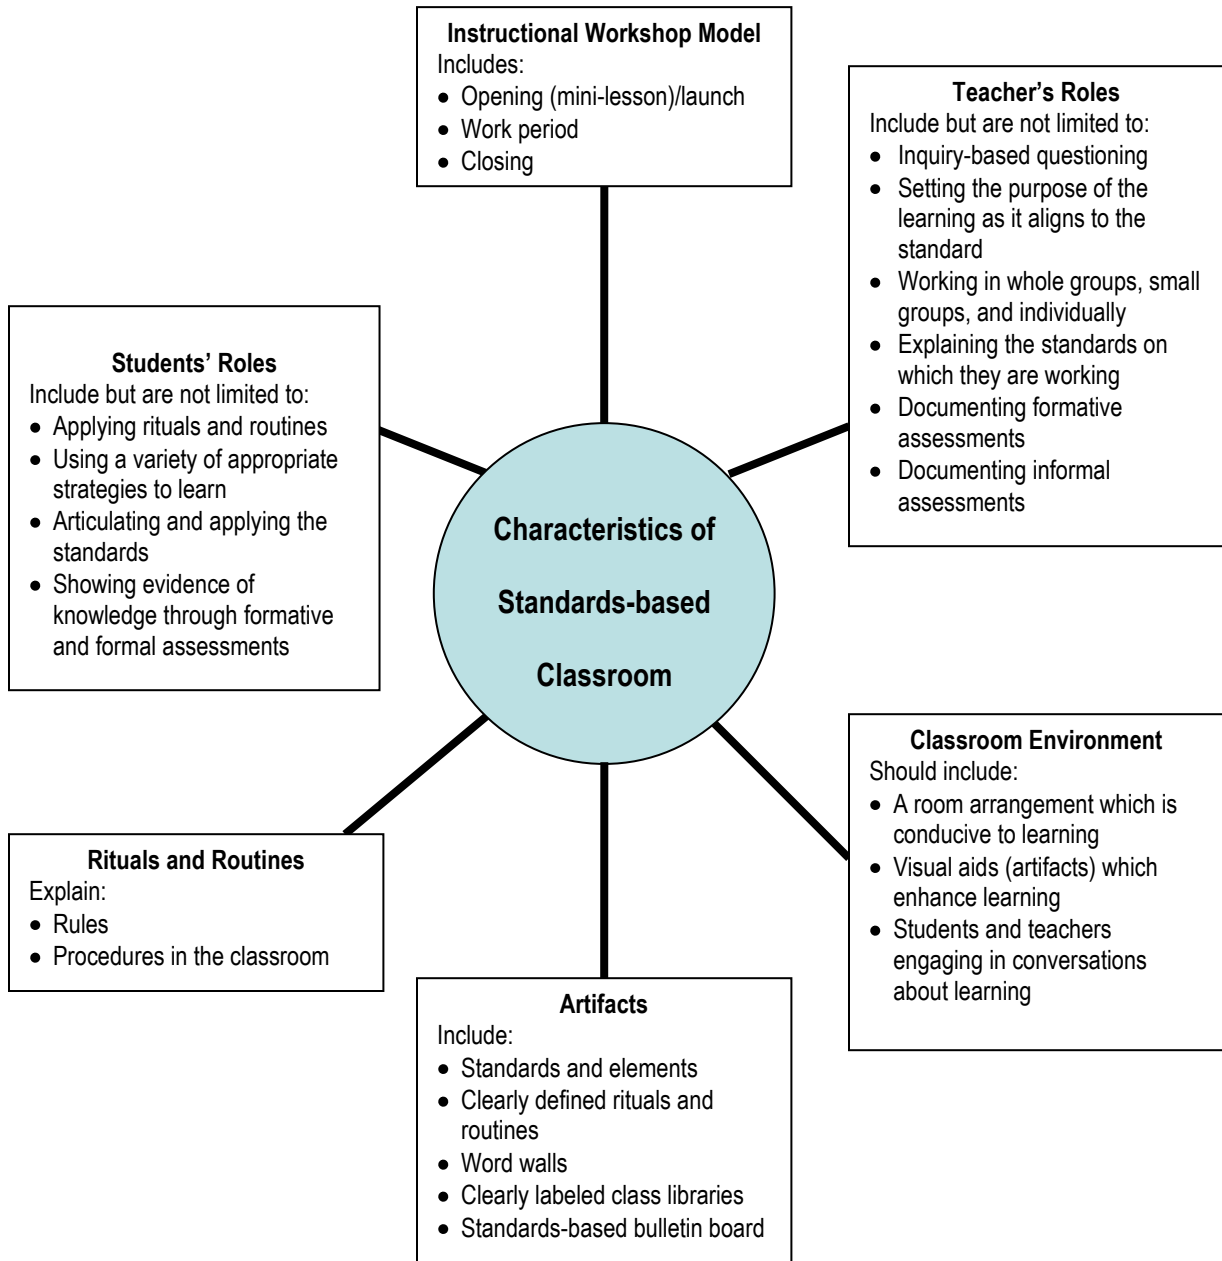 Instructional Workshop Model
Includes:
• Opening (mini-lesson)/launch
• Work period
• Closing
Teacher’s Roles
Include but are not limited to:
• Inquiry-based questioning
• Setting the purpose of the
learning as it aligns to the
standard
• Working in whole groups, small
groups, and individually
• Explaining the standards on
which they are working
• Documenting formative
assessments
• Documenting informal
assessments
Students’ Roles
Include but are not limited to:
• Applying rituals and routines
• Using a variety of appropriate
strategies to learn
• Articulating and applying the
standards
• Showing evidence of
knowledge through formative
and formal assessments
Characteristics of
Standards-based
Classroom
Classroom Environment
Should include:
• A room arrangement which is
conducive to learning
• Visual aids (artifacts) which
enhance learning
• Students and teachers
engaging in conversations
about learning
Rituals and Routines
Explain:
• Rules
• Procedures in the classroom
Artifacts
Include:
• Standards and elements
• Clearly defined rituals and
routines
• Word walls
• Clearly labeled class libraries
• Standards-based bulletin board